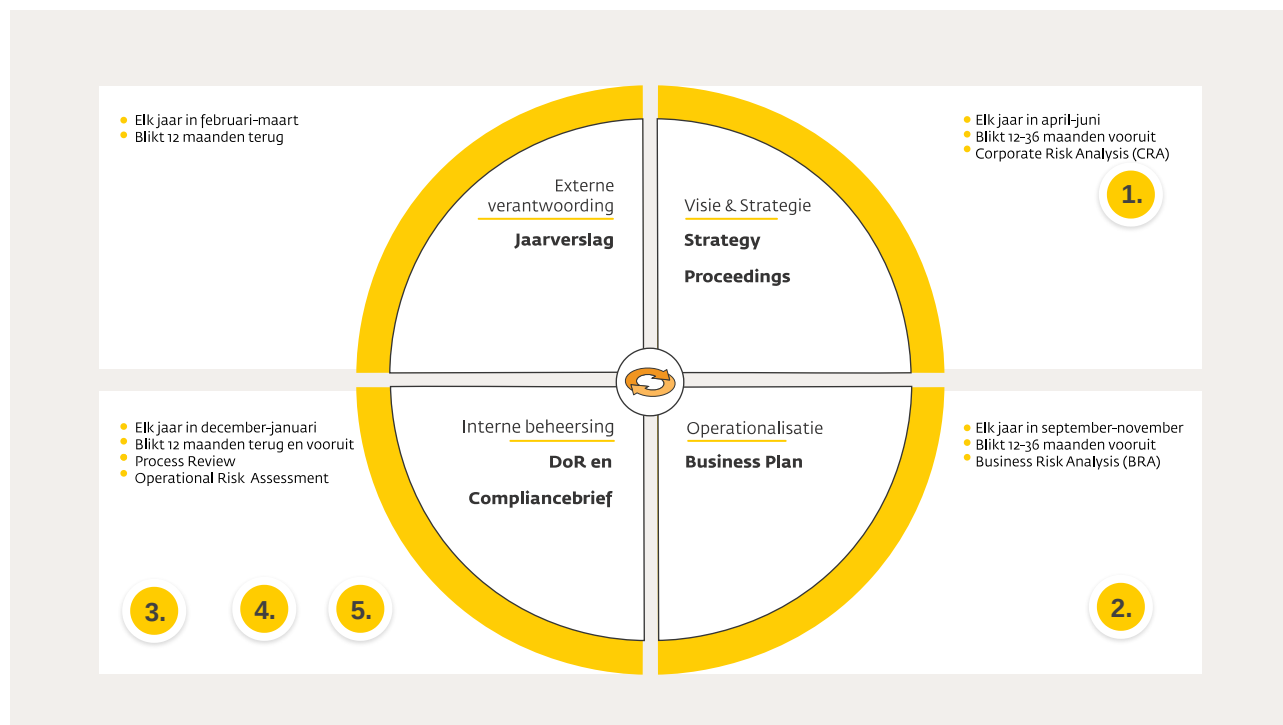 Elk jaar in februari-maart
Blikt 12 maanden terug
Externe
verantwoording
Jaarverslag
Visie & Strategie
Strategy
Proceedings
Elk jaar in april-juni
Blikt 12-36 maanden vooruit
Corporate Risk Analysis (CRA)
1.
Elk jaar in december-januari
Blikt 12 maanden terug en vooruit
Process Review
Operational Risk Assessment
3.
4.
5.
Interne beheersing
DoR en
Compliancebrief
Operationalisatie
Business Plan
Elk jaar in september-november
Blikt 12-36 maanden vooruit
Business Risk Analysis (BRA)
2.